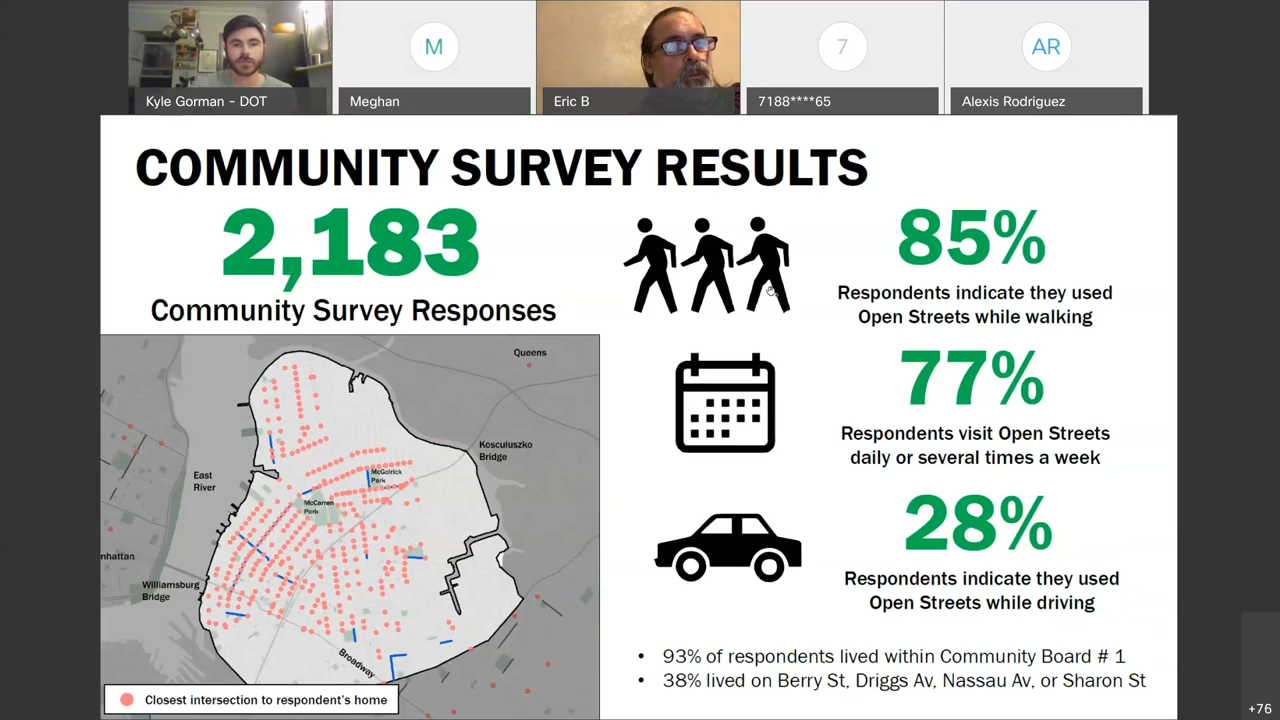 M
7
AR
Kyle Gorman - DOT
Meghan
Eric B
7188****65
Alexis Rodriguez
COMMUNITY SURVEY RESULTS
2,183
Community Survey Responses
85%
Respondents indicate they used
Open Streets while walking
77%
Respondents visit Open Streets
daily or several times a week
28%
Respondents indicate they used
Open Streets while driving
• 93% of respondents lived within Community Board # 1
• 38% lived on Berry St, Driggs Av, Nassau Av, or Sharon St
Queens
Kosculuszko
Bridge
East
River
McGolrick
Park
McCarren
Park
nhattan
Williamsburg
Bridge
Broadway
Closest intersection to respondent's home
+76